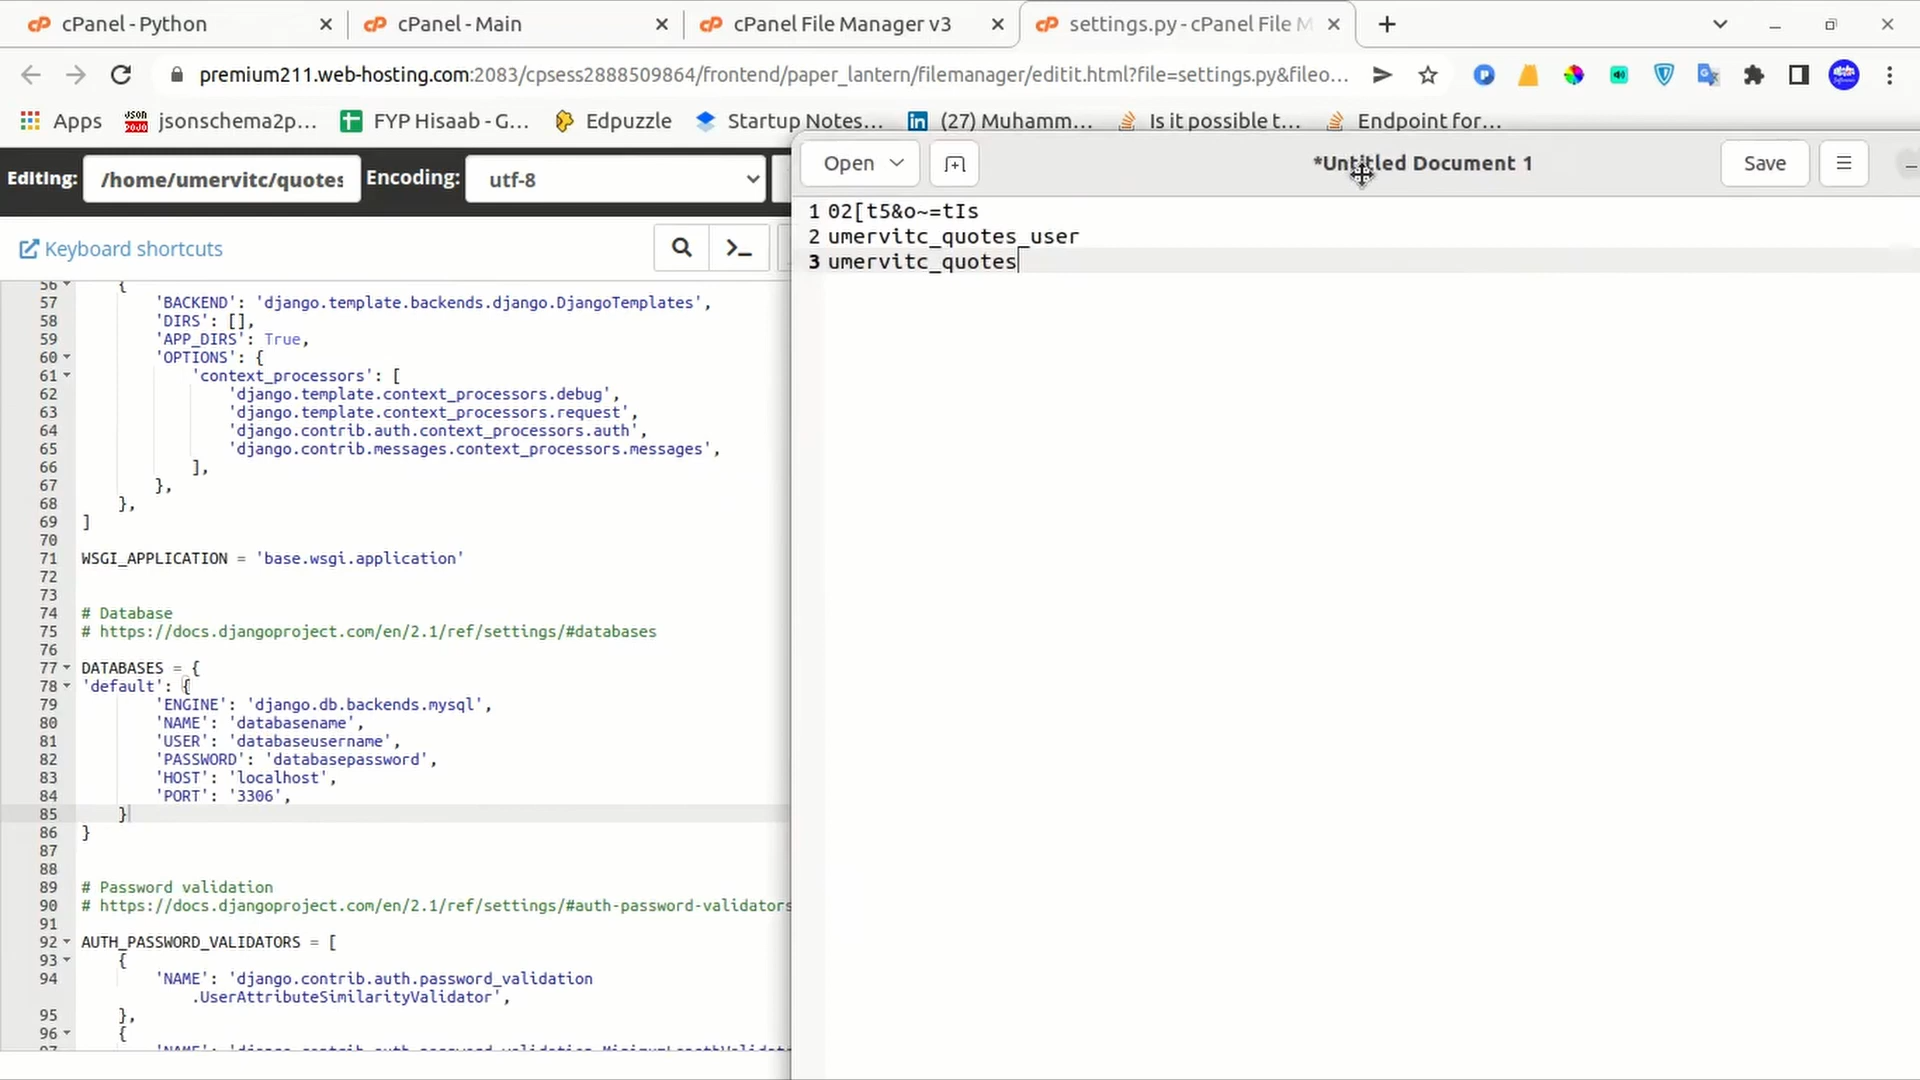 cPanel - Python
cPanel - Main
cPanel File Manager v3
settings.py - cPanel File M
premium211.web-hosting.com:2083/cpsess2888509864/frontend/paper_lantern/filemanager/editit.html?file=settings.py&fileo...
Apps
jsonschema2p...
FYP Hisaab - G...
Edpuzzle
Startup Notes...
(27) Muhamm...
Is it possible t...
Endpoint for...
Editing:
/home/umervitc/quotes
Encoding:
utf-8
Keyboard shortcuts
56 {
57 'BACKEND': 'django.template.backends.django.DjangoTemplates',
58 'DIRS': [],
59 'APP_DIRS': True,
60 'OPTIONS': {
61 'context_processors': [
62 'django.template.context_processors.debug',
63 'django.template.context_processors.request',
64 'django.contrib.auth.context_processors.auth',
65 'django.contrib.messages.context_processors.messages',
66 ],
67 },
68 },
69 ]
70
71 WSGI_APPLICATION = 'base.wsgi.application'
72
73
74 # Database
75 # https://docs.djangoproject.com/en/2.1/ref/settings/#databases
76
77 DATABASES = {
78 'default': {
79 'ENGINE': 'django.db.backends.mysql',
80 'NAME': 'databasename',
81 'USER': 'databaseusername',
82 'PASSWORD': 'databasepassword',
83 'HOST': 'localhost',
84 'PORT': '3306',
85 }
86 }
87
88
89 # Password validation
90 # https://docs.djangoproject.com/en/2.1/ref/settings/#auth-password-validators
91
92 AUTH_PASSWORD_VALIDATORS = [
93 {
94 'NAME': 'django.contrib.auth.password_validation
.UserAttributeSimilarityValidator',
95 },
96 {
Open
*Untitled Document 1
Save
1 02[t5&o~=tIs
2 umervitc_quotes_user
3 umervitc_quotes